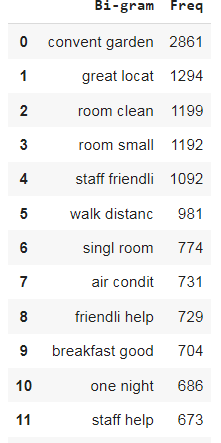 Bi-gram Freq
0 convent garden 2861
1 great locat 1294
2 room clean 1199
3 room small 1192
4 staff friendli 1092
5 walk distanc 981
6 singl room 774
7 air condit 731
8 friendli help 729
9 breakfast good 704
10 one night 686
11 staff help 673